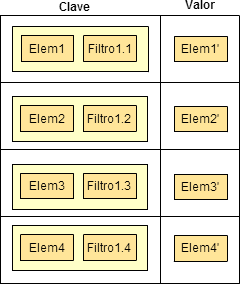 Clave Valor
Elem1 Filtro1.1 Elem1'
Elem2 Filtro1.2 Elem2'
Elem3 Filtro1.3 Elem3'
Elem4 Filtro1.4 Elem4'